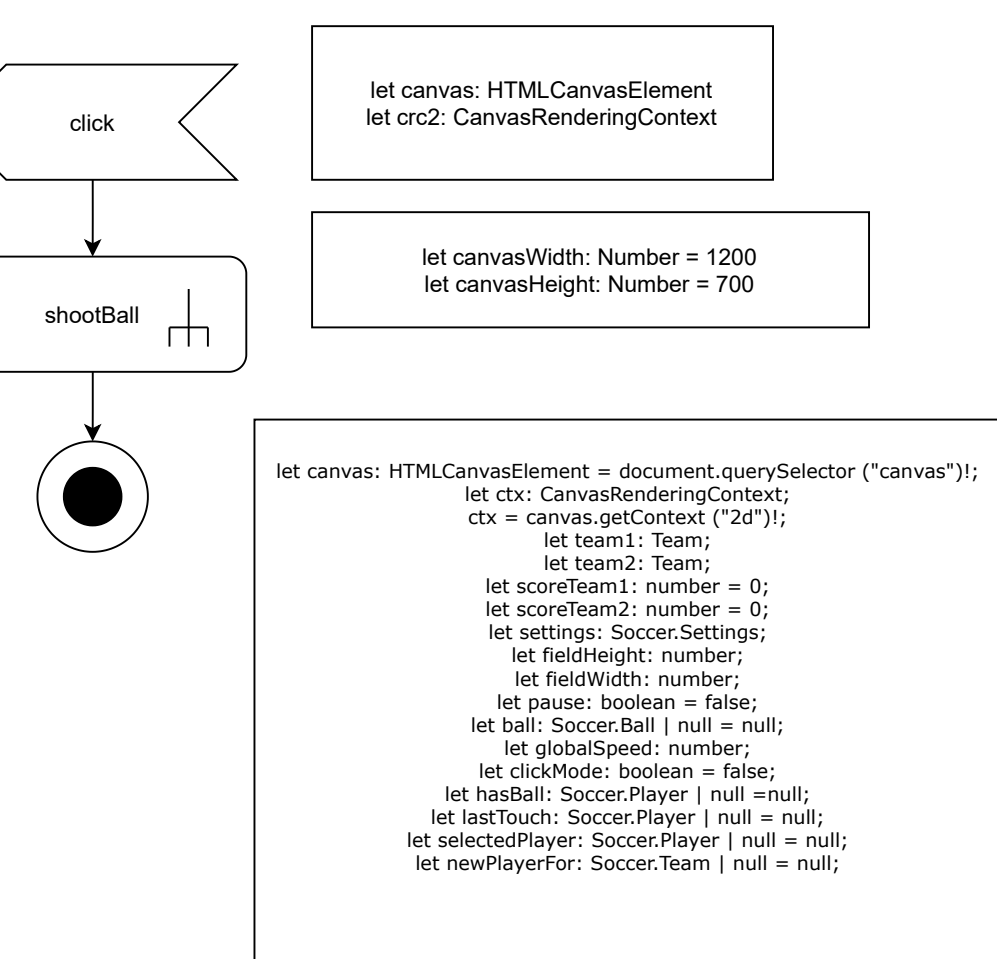 click
let canvas: HTMLCanvasElement
let crc2: CanvasRenderingContext
shootBall
let canvasWidth: Number = 1200
let canvasHeight: Number = 700
let canvas: HTMLCanvasElement = document.querySelector ("canvas")!;
let ctx: CanvasRenderingContext;
ctx = canvas.getContext ("2d")!;
let team1: Team;
let team2: Team;
let scoreTeam1: number = 0;
let scoreTeam2: number = 0;
let settings: Soccer.Settings;
let fieldHeight: number;
let fieldWidth: number;
let pause: boolean = false;
let ball: Soccer.Ball | null = null;
let globalSpeed: number;
let clickMode: boolean = false;
let hasBall: Soccer.Player | null =null;
let lastTouch: Soccer.Player | null = null;
let selectedPlayer: Soccer.Player | null = null;
let newPlayerFor: Soccer.Team | null = null;